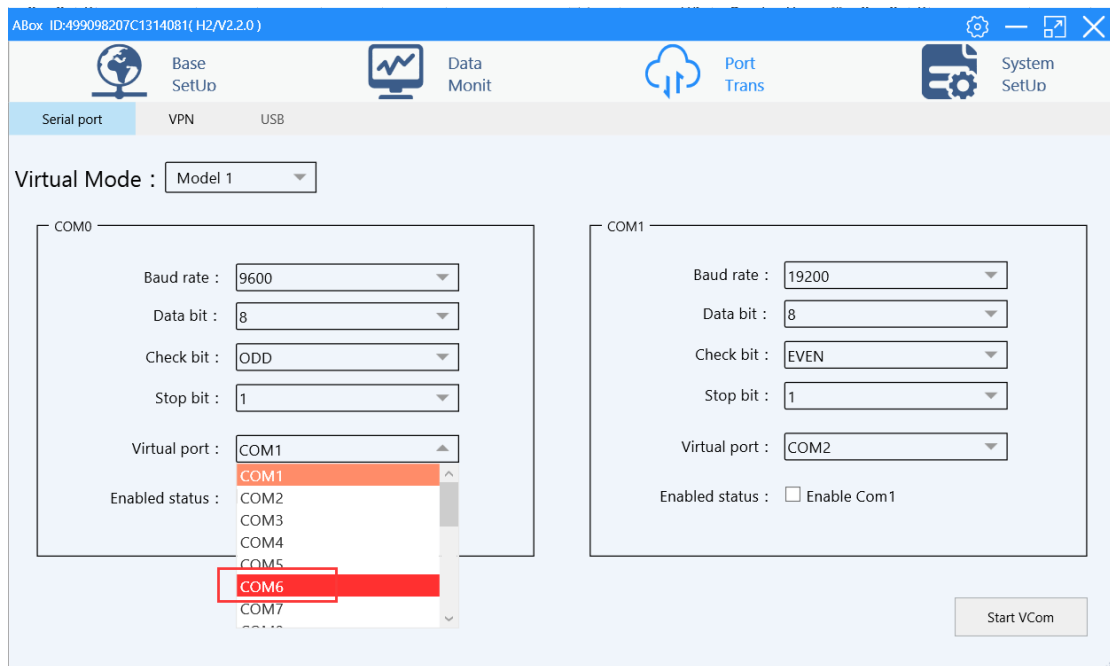 ABox ID:499098207C1314081( H2/V2.2.0 )
Base
SetUp
Data
Monit
Port
Trans
System
SetUp
Serial port
VPN
USB
Virtual Mode : Model 1
COM0
Baud rate : 9600
Data bit : 8
Check bit : ODD
Stop bit : 1
Virtual port : COM1
COM1
COM2
COM3
COM4
COM5
COM6
COM7
Enabled status :
COM1
Baud rate : 19200
Data bit : 8
Check bit : EVEN
Stop bit : 1
Virtual port : COM2
Enabled status : Enable Com1
Start VCom